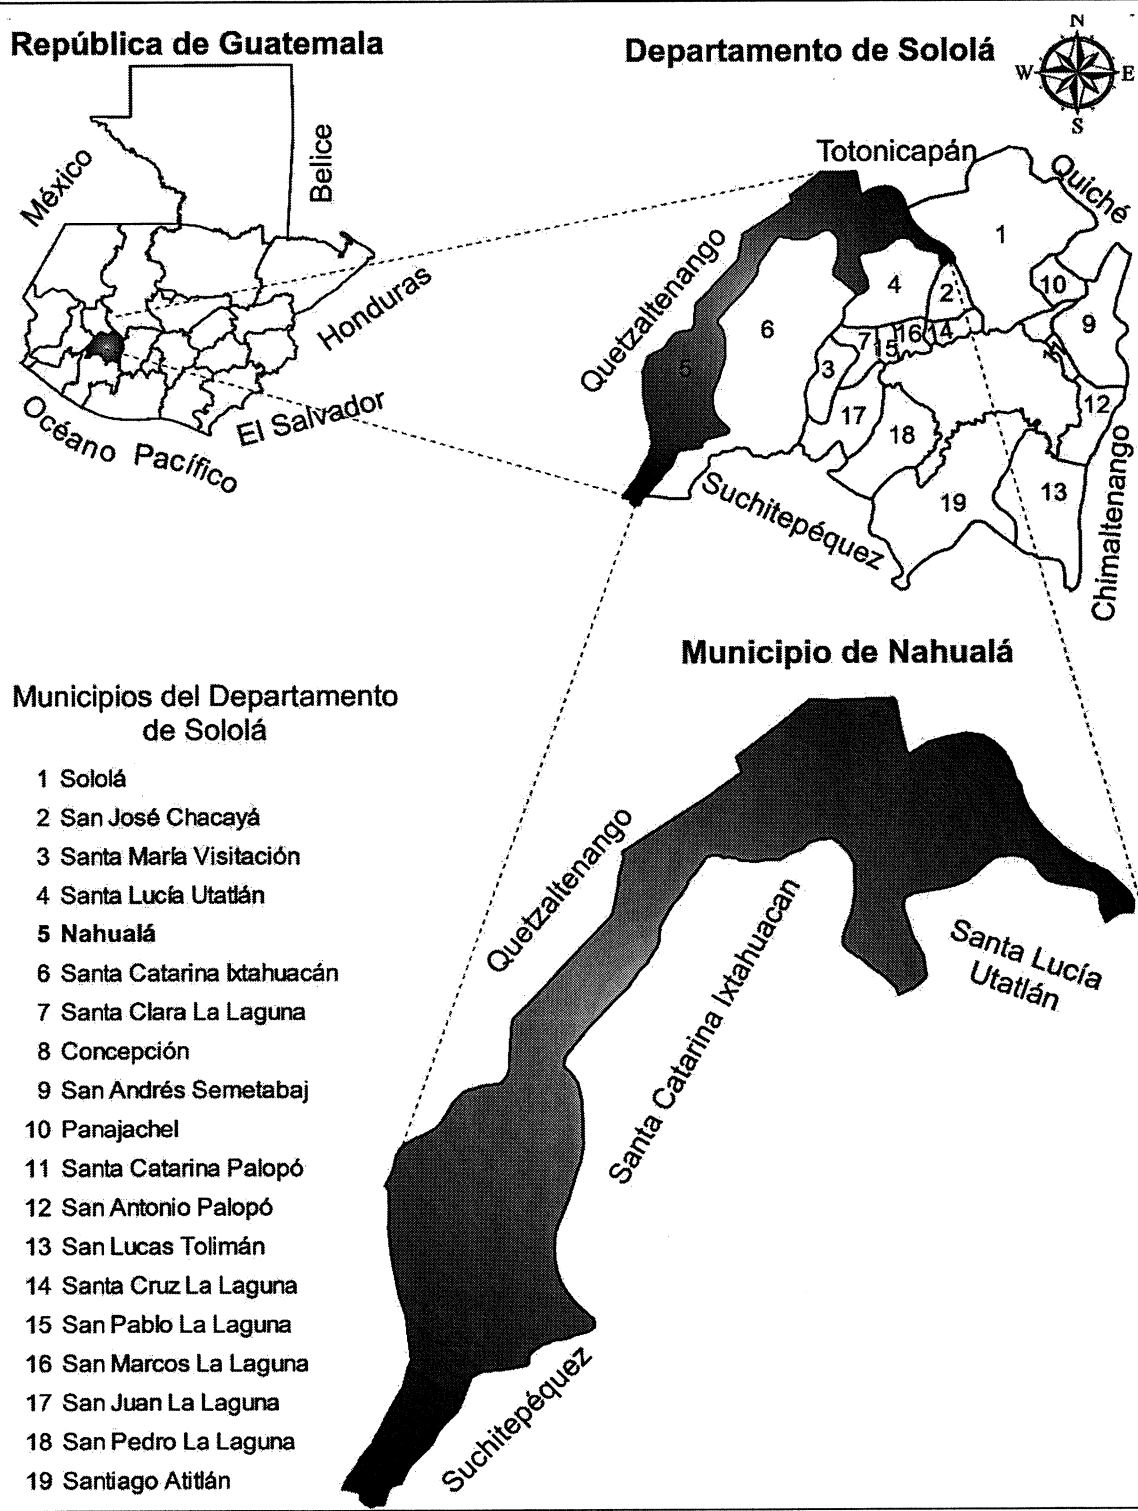 República de Guatemala
México
Belice
Honduras
El Salvador
Océano Pacífico
Departamento de Sololá
N
W
E
S
Totonicapán
Quiché
Quetzaltenango
Suchitepéquez
Chimaltenango
1
10
4
2
9
6
7
15
16
14
11
5
3
12
17
18
19
13
Municipio de Nahualá
Quetzaltenango
Santa Catarina Ixtahuacan
Santa Lucía
Utatlán
Suchitepéquez
Municipios del Departamento
de Sololá
1 Sololá
2 San José Chacayá
3 Santa María Visitación
4 Santa Lucía Utatlán
5 Nahualá
6 Santa Catarina Ixtahuacán
7 Santa Clara La Laguna
8 Concepción
9 San Andrés Semetabaj
10 Panajachel
11 Santa Catarina Palopó
12 San Antonio Palopó
13 San Lucas Tolimán
14 Santa Cruz La Laguna
15 San Pablo La Laguna
16 San Marcos La Laguna
17 San Juan La Laguna
18 San Pedro La Laguna
19 Santiago Atitlán